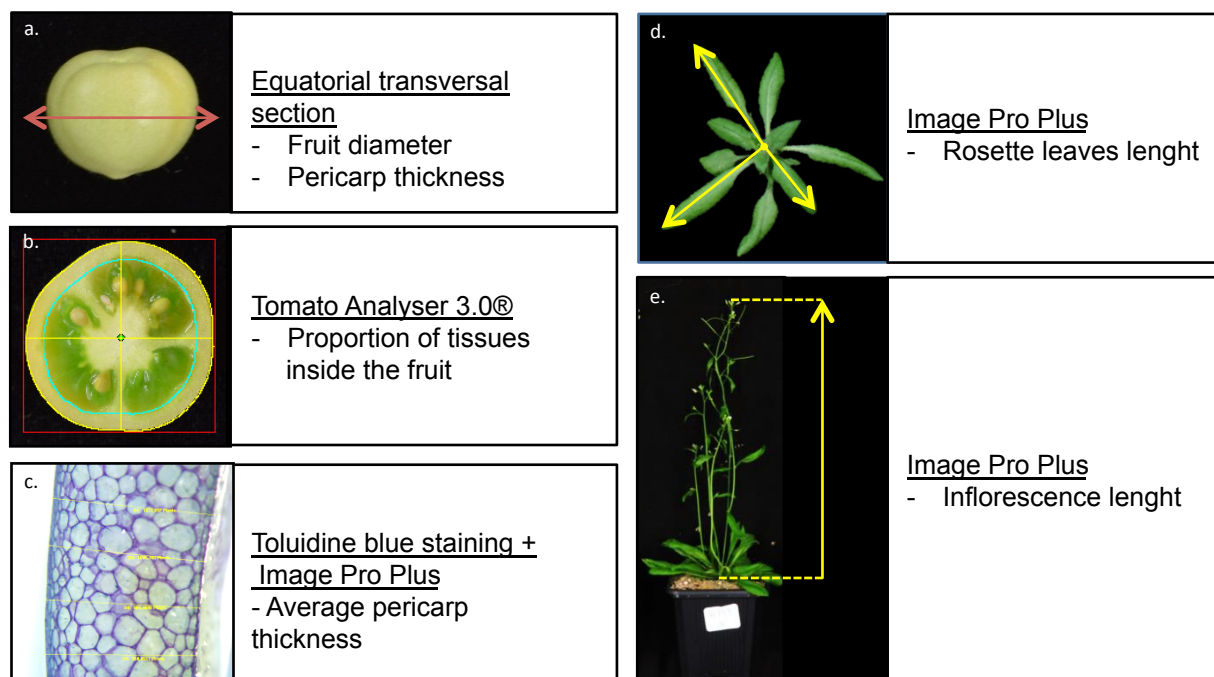 a.
Equatorial transversal
section
- Fruit diameter
- Pericarp thickness
b.
Tomato Analyser 3.0®
- Proportion of tissues
inside the fruit
c.
Toluidine blue staining +
Image Pro Plus
- Average pericarp
thickness
d.
Image Pro Plus
- Rosette leaves lenght
e.
Image Pro Plus
- Inflorescence lenght